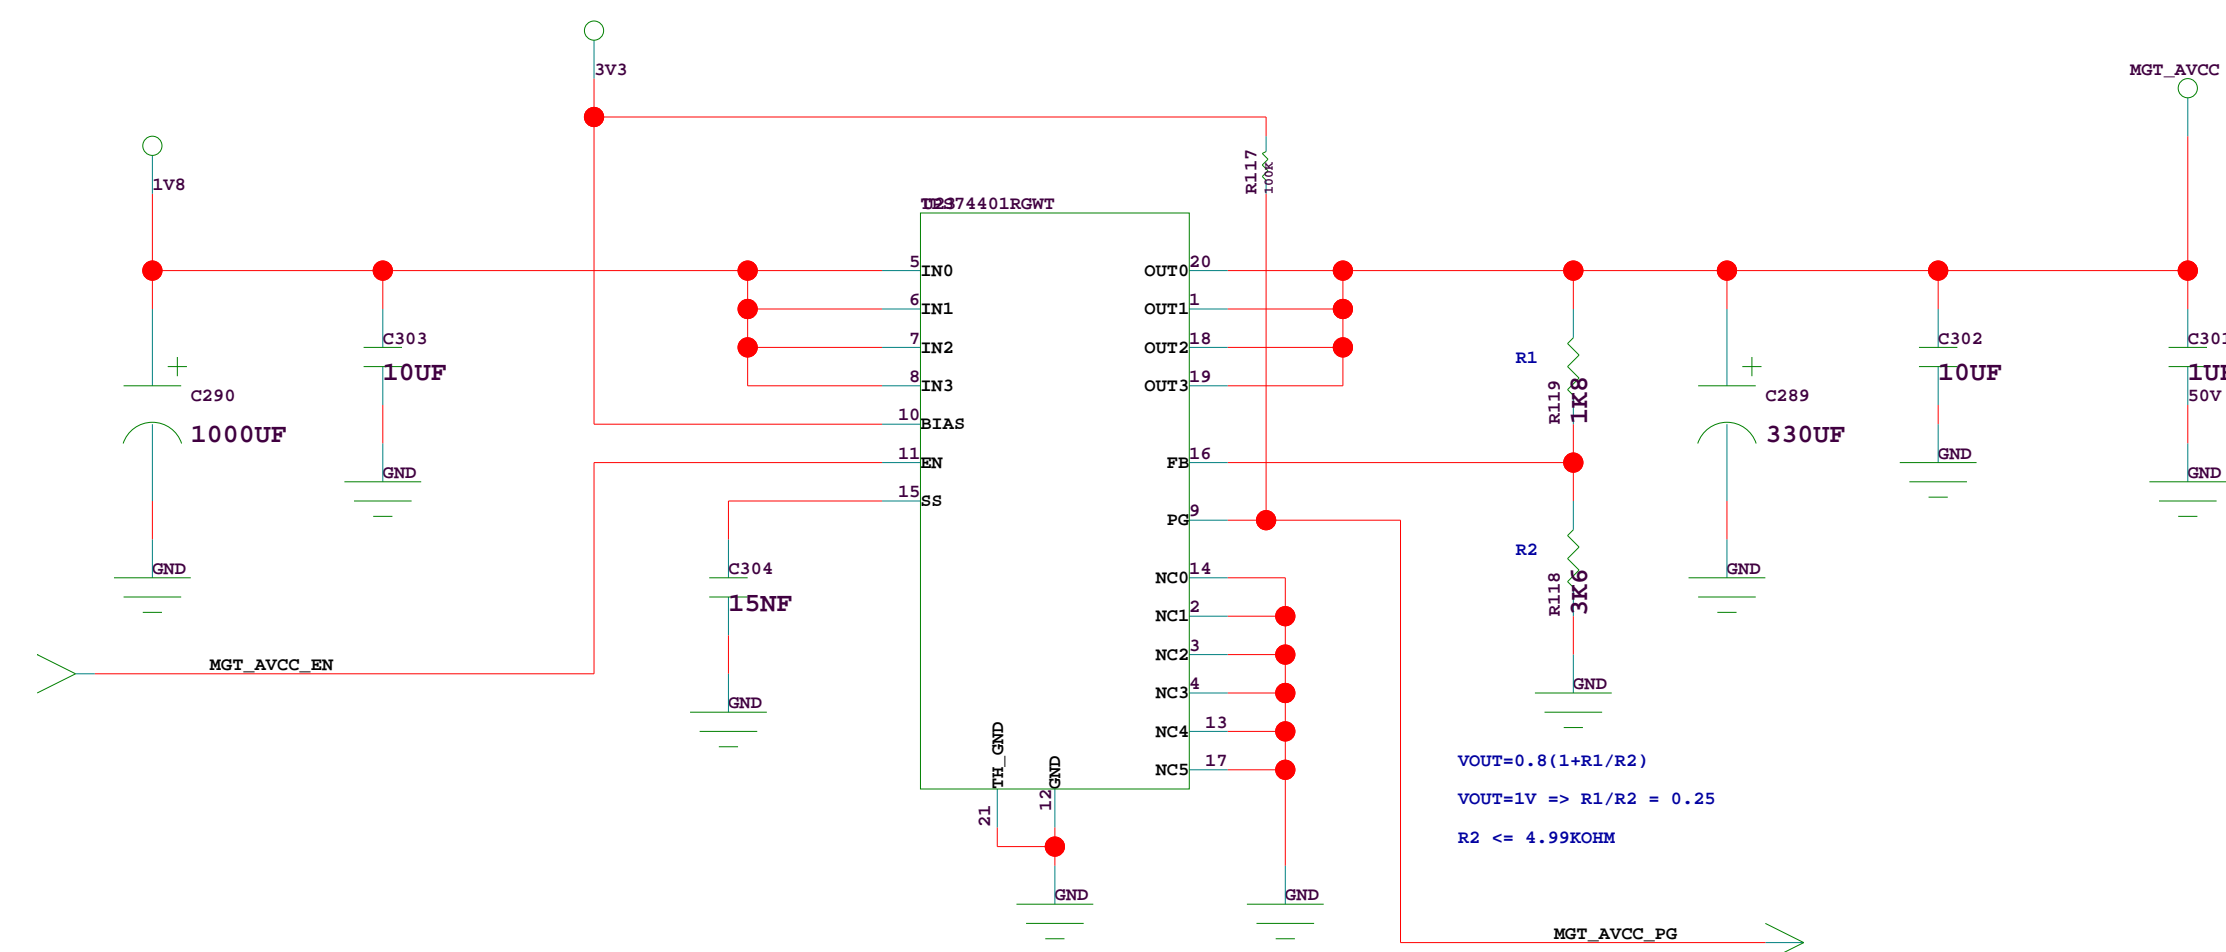 3V3
MGT_AVCC
1V8
R117
100K
TPS74401RGWT
5
IN0
OUT0
20
6
IN1
OUT1
1
7
IN2
OUT2
18
8
IN3
OUT3
19
10
BIAS
11
EN
FB
16
15
SS
PG
9
NC0
14
NC1
2
NC2
3
NC3
4
NC4
13
NC5
17
TH_GND
21
GND
12
GND
GND
C303
10UF
GND
C290
1000UF
GND
C304
15NF
GND
MGT_AVCC_EN
R1
R119
1K8
R2
R118
3K6
GND
C289
330UF
GND
C302
10UF
GND
C301
1UF
50V
GND
VOUT=0.8(1+R1/R2)
VOUT=1V => R1/R2 = 0.25
R2 <= 4.99KOHM
MGT_AVCC_PG